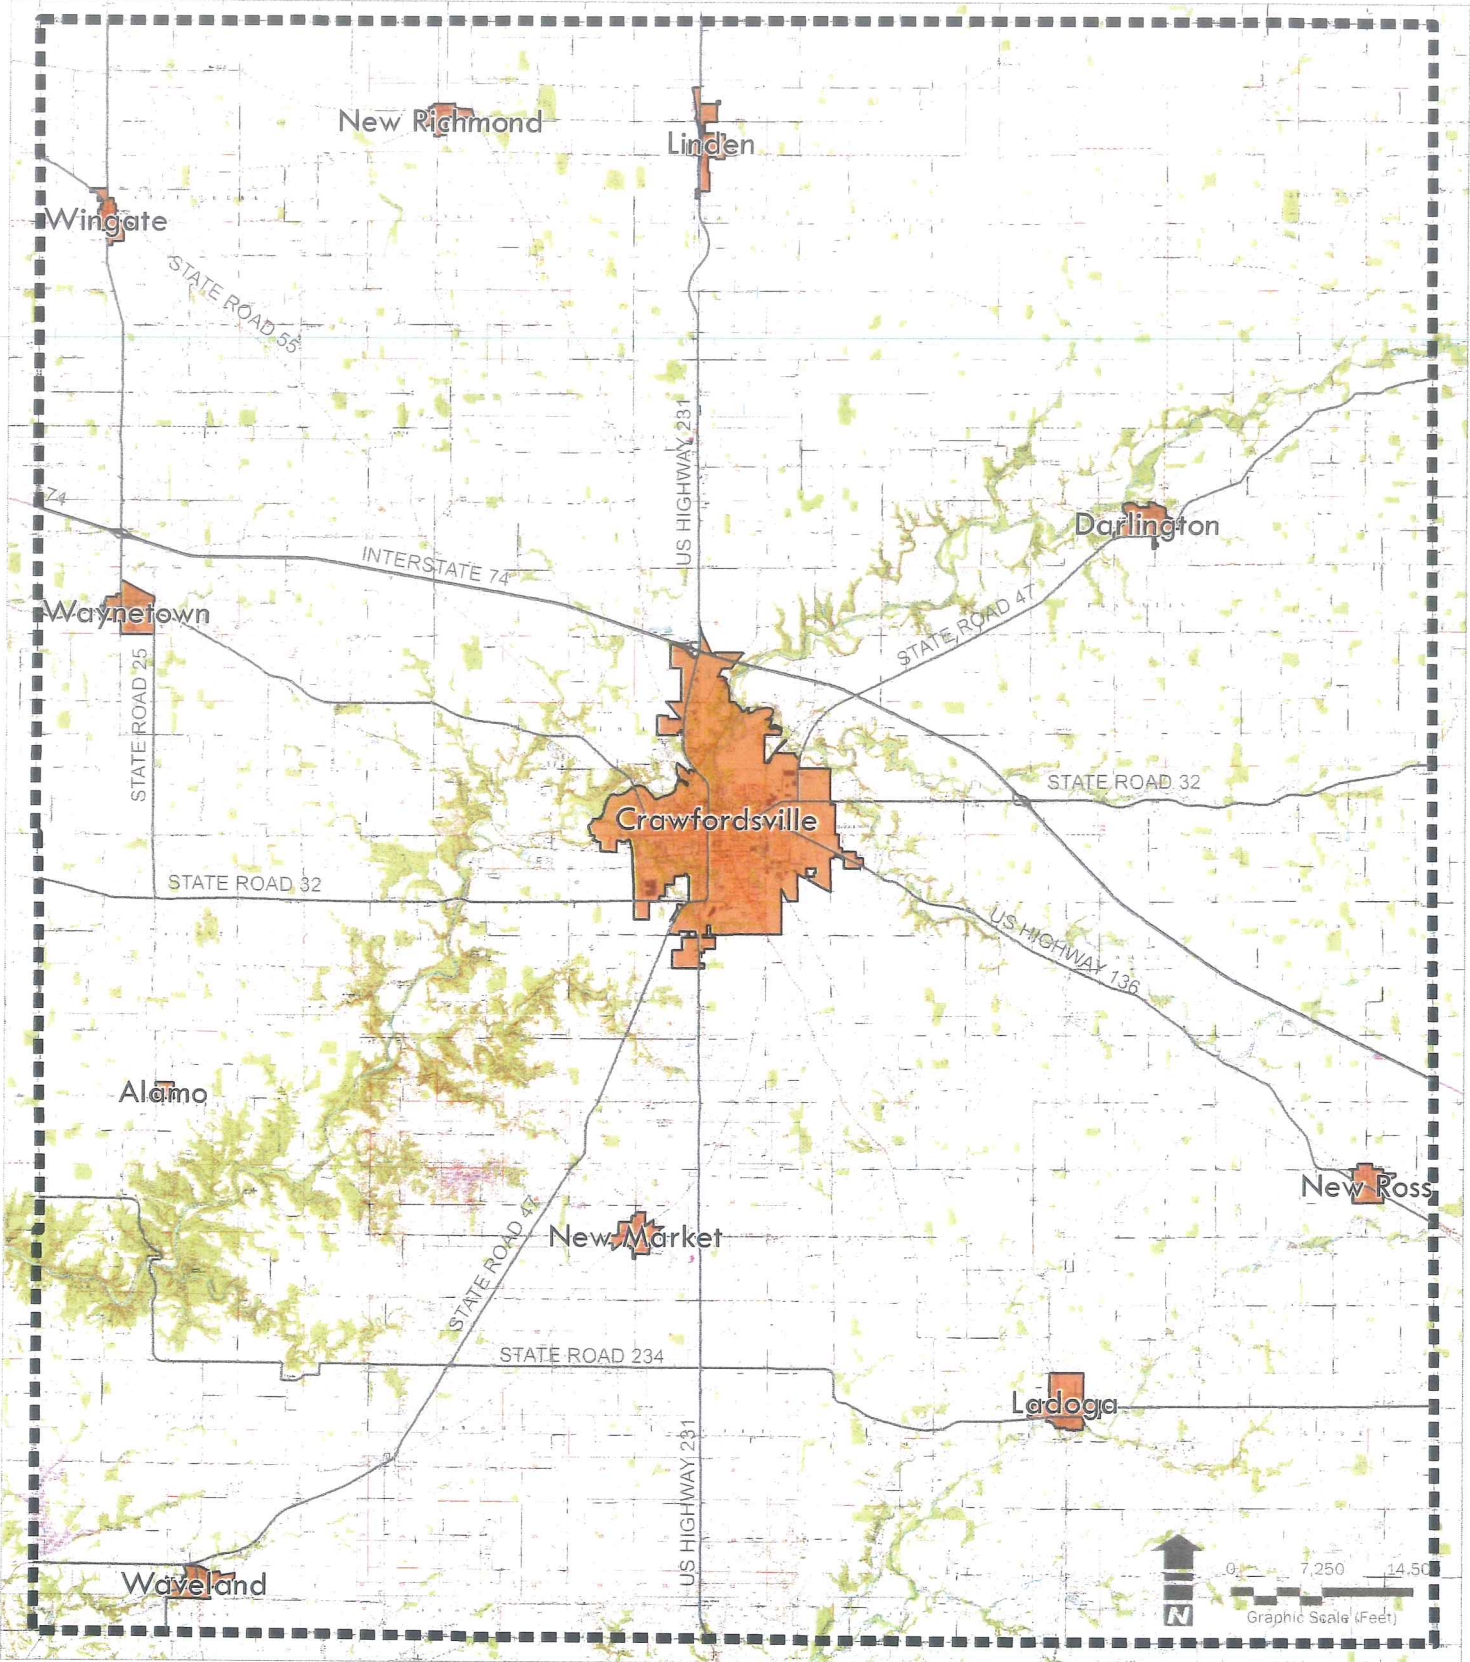 New Richmond
Linden
Wingate
STATE ROAD 55
US HIGHWAY 231
74
INTERSTATE 74
Darlington
Waynetown
STATE ROAD 47
STATE ROAD 25
STATE ROAD 32
Crawfordsville
STATE ROAD 32
US HIGHWAY 136
Alamo
New Ross
New Market
STATE ROAD 47
STATE ROAD 234
Ladoga
US HIGHWAY 231
Waveland
N
0 7,250 14,50
Graphic Scale (Feet)